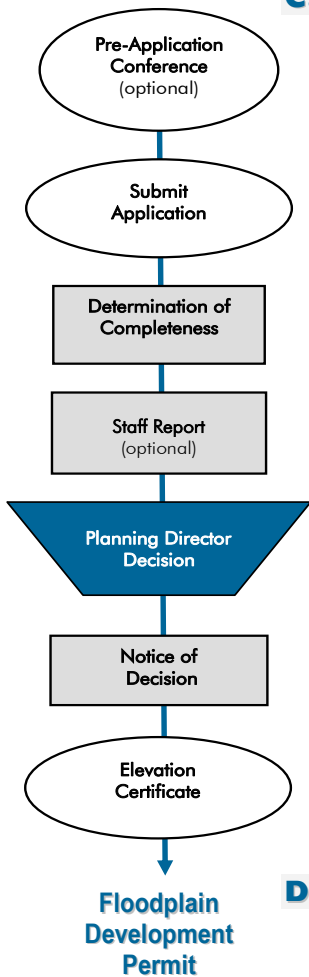 C
Pre-Application
Conference
(optional)
Submit
Application
Determination of
Completeness
Staff Report
(optional)
Planning Director
Decision
Notice of
Decision
Elevation
Certificate
D
Floodplain
Development
Permit